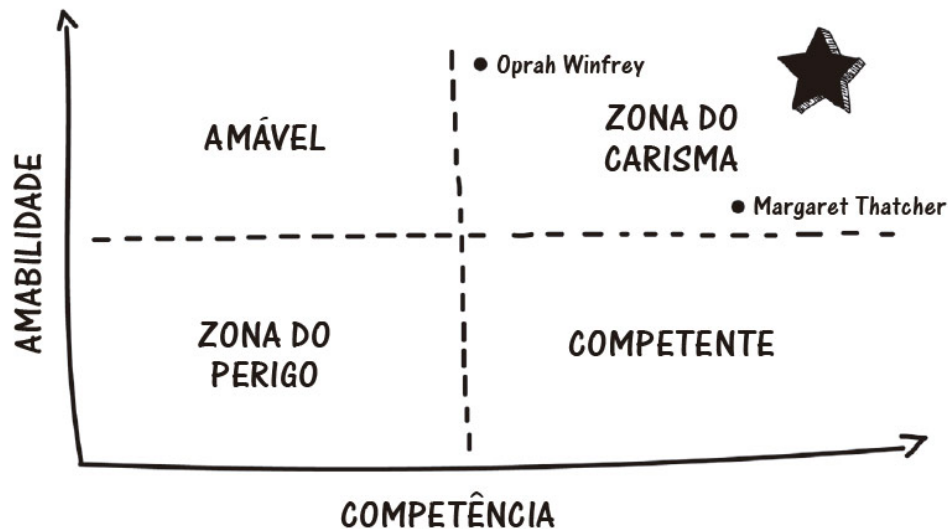 Oprah Winfrey
AMÁVEL
ZONA DO
CARISMA
Margaret Thatcher
AMABILIDADE
ZONA DO
PERIGO
COMPETENTE
COMPETÊNCIA